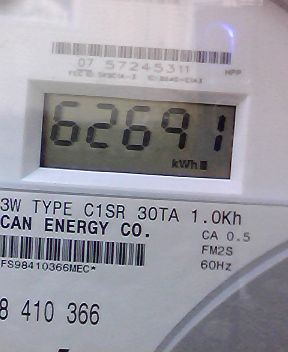 07 57245311 HPP
62691
kWh
3W TYPE C1SR 30TA 1.0Kh
CAN ENERGY CO. CA 0.5
FM2S
FS98410366MEC* 60Hz
8 410 366